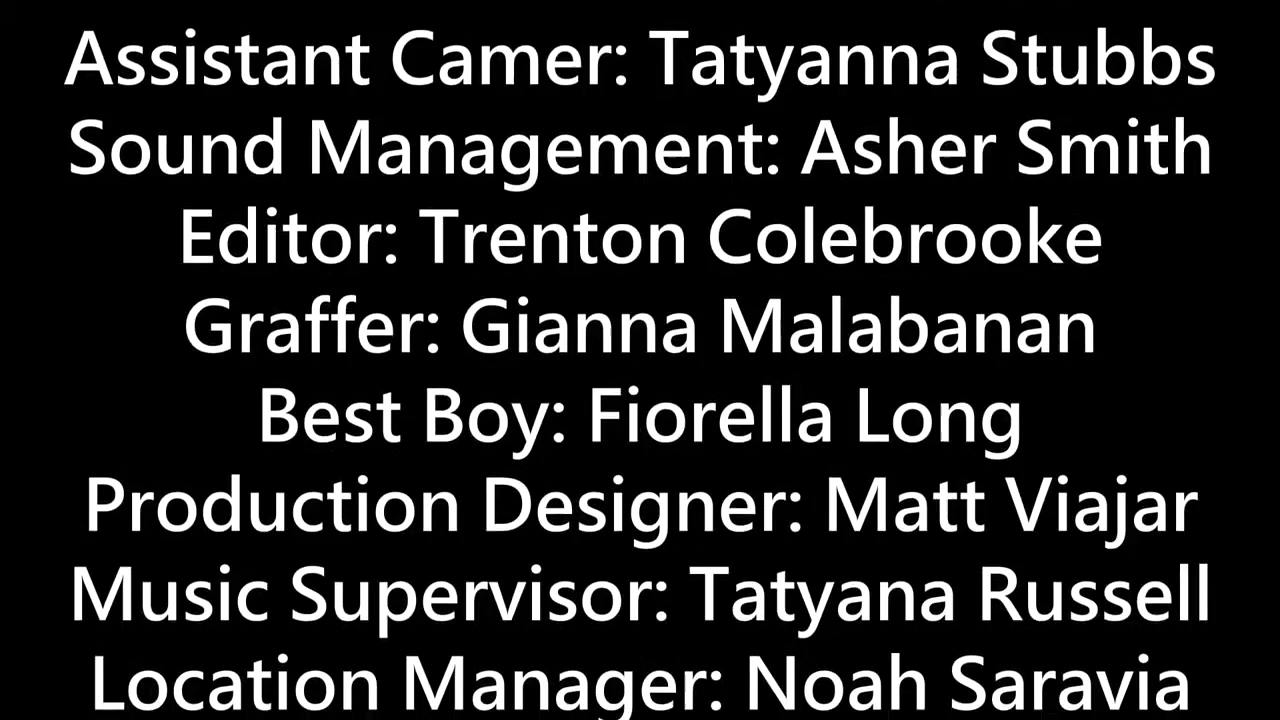 Assistant Camer: Tatyanna Stubbs
Sound Management: Asher Smith
Editor: Trenton Colebrooke
Graffer: Gianna Malabanan
Best Boy: Fiorella Long
Production Designer: Matt Viajar
Music Supervisor: Tatyana Russell
Location Manager: Noah Saravia